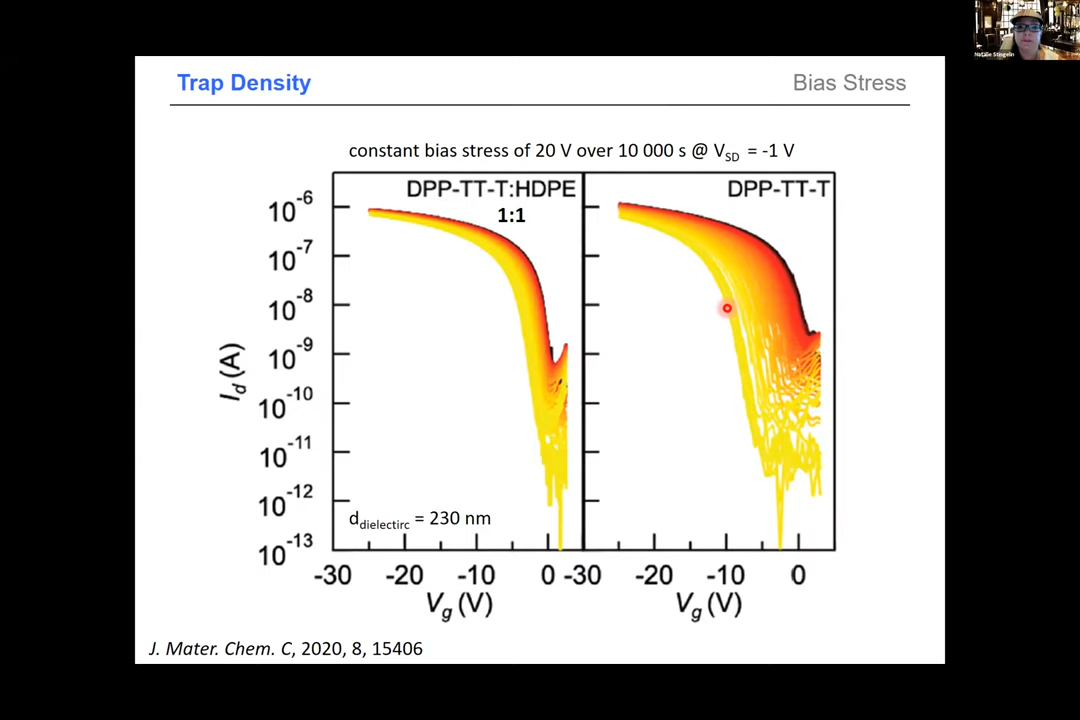 Natalie Stingelin
Trap Density
Bias Stress
constant bias stress of 20 V over 10 000 s @ VSD = -1 V
DPP-TT-T:HDPE
1:1
DPP-TT-T
10-6
10-7
10-8
10-9
10-10
10-11
10-12
10-13
Id (A)
ddielectirc = 230 nm
-30 -20 -10 0 -30 -20 -10 0
Vg (V) Vg (V)
J. Mater. Chem. C, 2020, 8, 15406